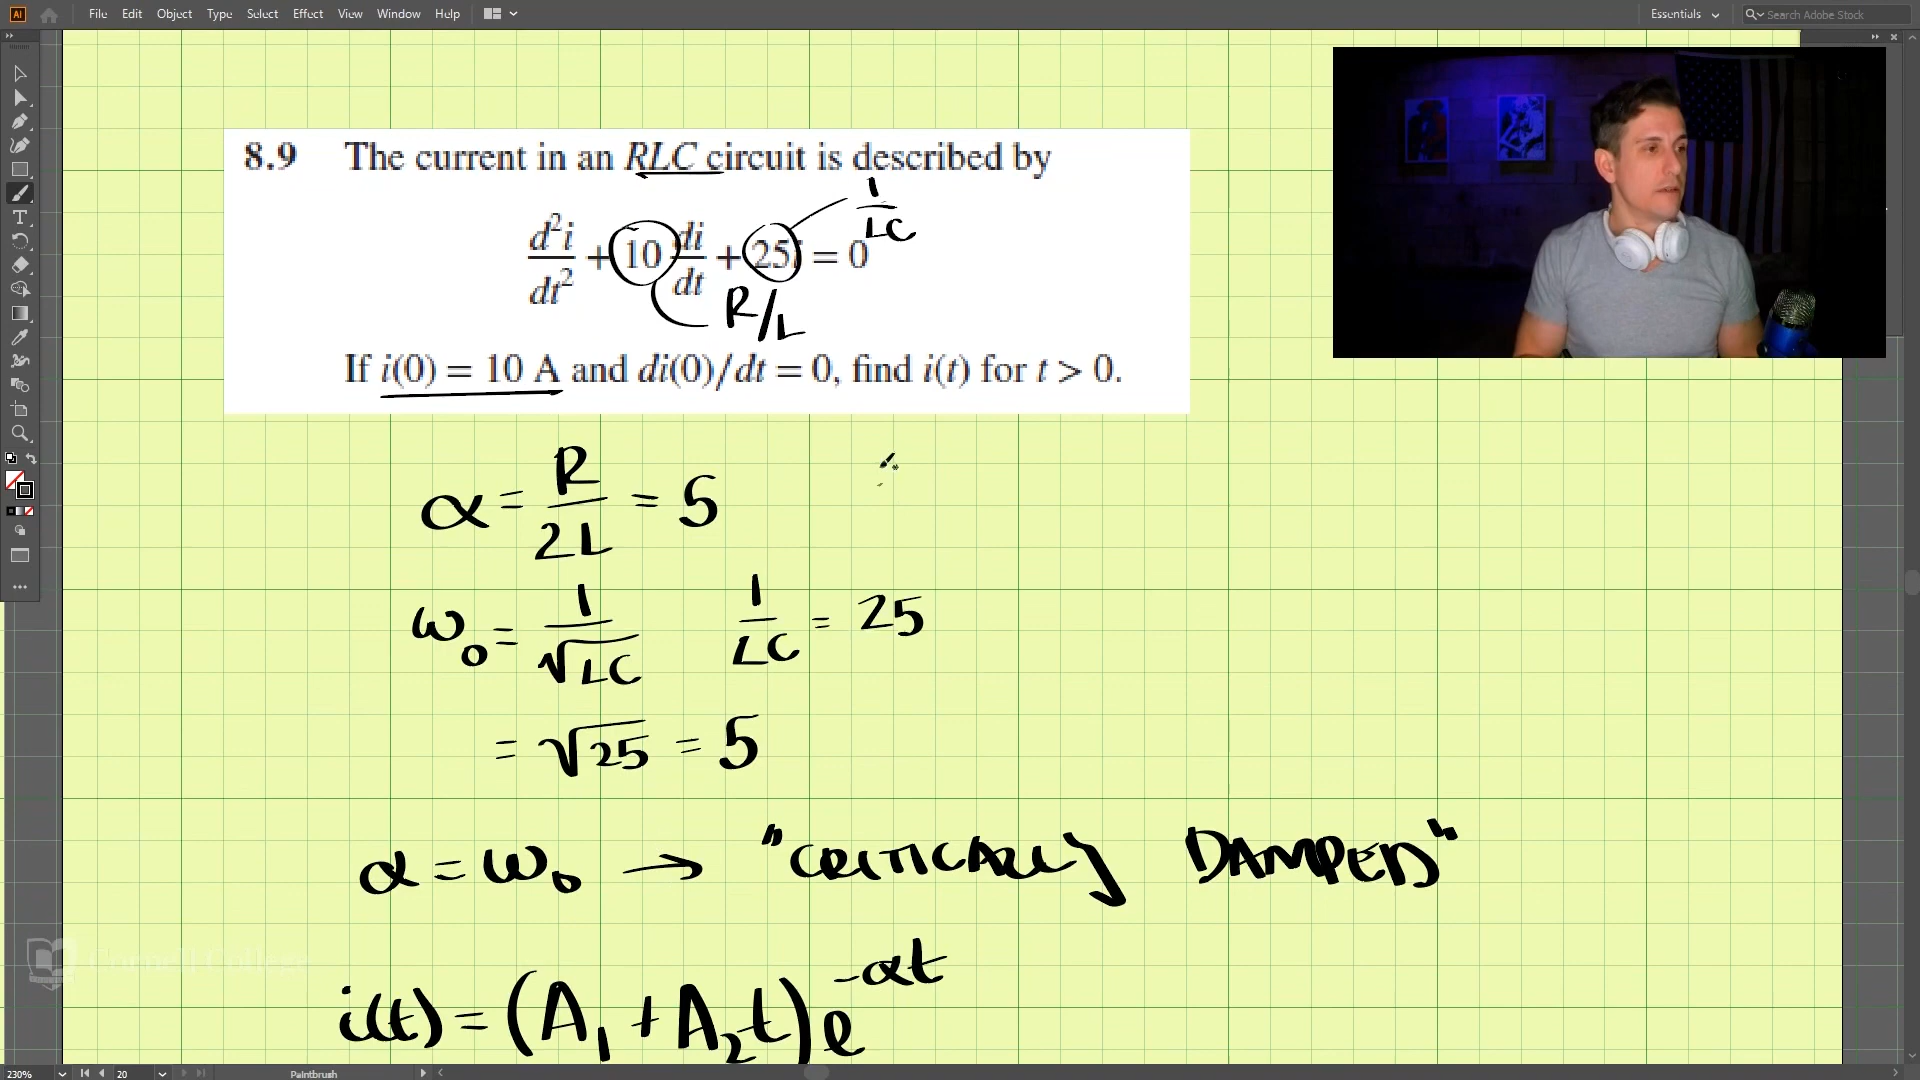 Ai File Edit Object Type Select Effect View Window Help Essentials Search Adobe Stock
8.9 The current in an RLC circuit is described by
d²i/dt² + 10 di/dt + 25i = 0
1/LC
R/L
If i(0) = 10 A and di(0)/dt = 0, find i(t) for t > 0.
α = R/2L = 5
ω₀ = 1/√LC 1/LC = 25
= √25 = 5
α = ω₀ → "CRITICALLY DAMPED"
Cornell College
i(t) = (A₁ + A₂t)e^-αt
230% 20 Paintbrush